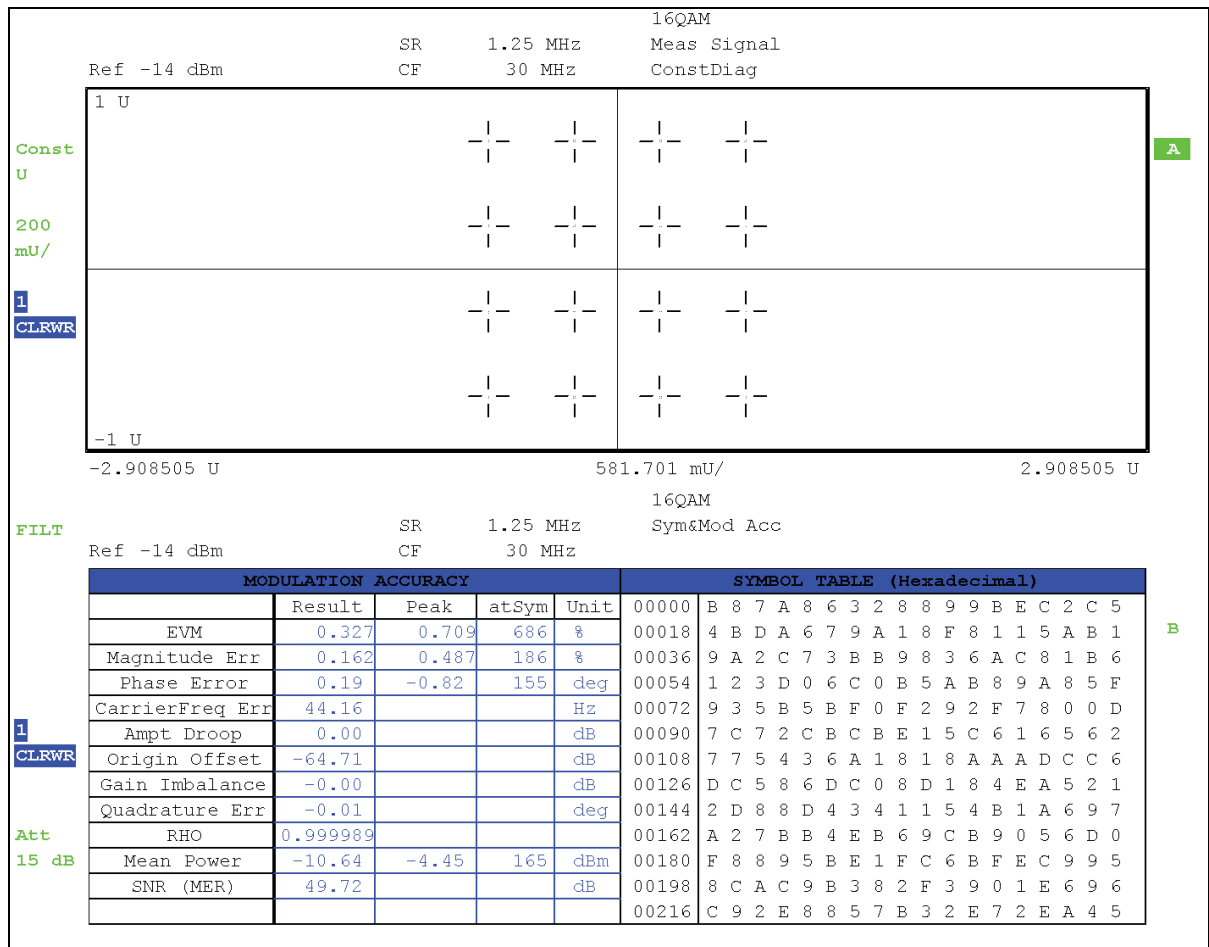 16QAM
SR 1.25 MHz Meas Signal
Ref -14 dBm CF 30 MHz ConstDiag
1 U
Const
U
A
200
mU/
1
CLRWR
-1 U
-2.908505 U 581.701 mU/ 2.908505 U
16QAM
FILT SR 1.25 MHz Sym&Mod Acc
Ref -14 dBm CF 30 MHz
MODULATION ACCURACY SYMBOL TABLE (Hexadecimal)
Result Peak atSym Unit 00000 B 8 7 A 8 6 3 2 8 8 9 9 B E C 2 C 5
EVM 0.327 0.709 686 % 00018 4 B D A 6 7 9 A 1 8 F 8 1 1 5 A B 1 B
Magnitude Err 0.162 0.487 186 % 00036 9 A 2 C 7 3 B B 9 8 3 6 A C 8 1 B 6
Phase Error 0.19 -0.82 155 deg 00054 1 2 3 D 0 6 C 0 B 5 A B 8 9 A 8 5 F
CarrierFreq Err 44.16 Hz 00072 9 3 5 B 5 B F 0 F 2 9 2 F 7 8 0 0 D
1 Ampt Droop 0.00 dB 00090 7 C 7 2 C B C B E 1 5 C 6 1 6 5 6 2
CLRWR Origin Offset -64.71 dB 00108 7 7 5 4 3 6 A 1 8 1 8 A A A D C C 6
Gain Imbalance -0.00 dB 00126 D C 5 8 6 D C 0 8 D 1 8 4 E A 5 2 1
Quadrature Err -0.01 deg 00144 2 D 8 8 D 4 3 4 1 1 5 4 B 1 A 6 9 7
Att RHO 0.999989 00162 A 2 7 B B 4 E B 6 9 C B 9 0 5 6 D 0
15 dB Mean Power -10.64 -4.45 165 dBm 00180 F 8 8 9 5 B E 1 F C 6 B F E C 9 9 5
SNR (MER) 49.72 dB 00198 8 C A C 9 B 3 8 2 F 3 9 0 1 E 6 9 6
00216 C 9 2 E 8 8 5 7 B 3 2 E 7 2 E A 4 5